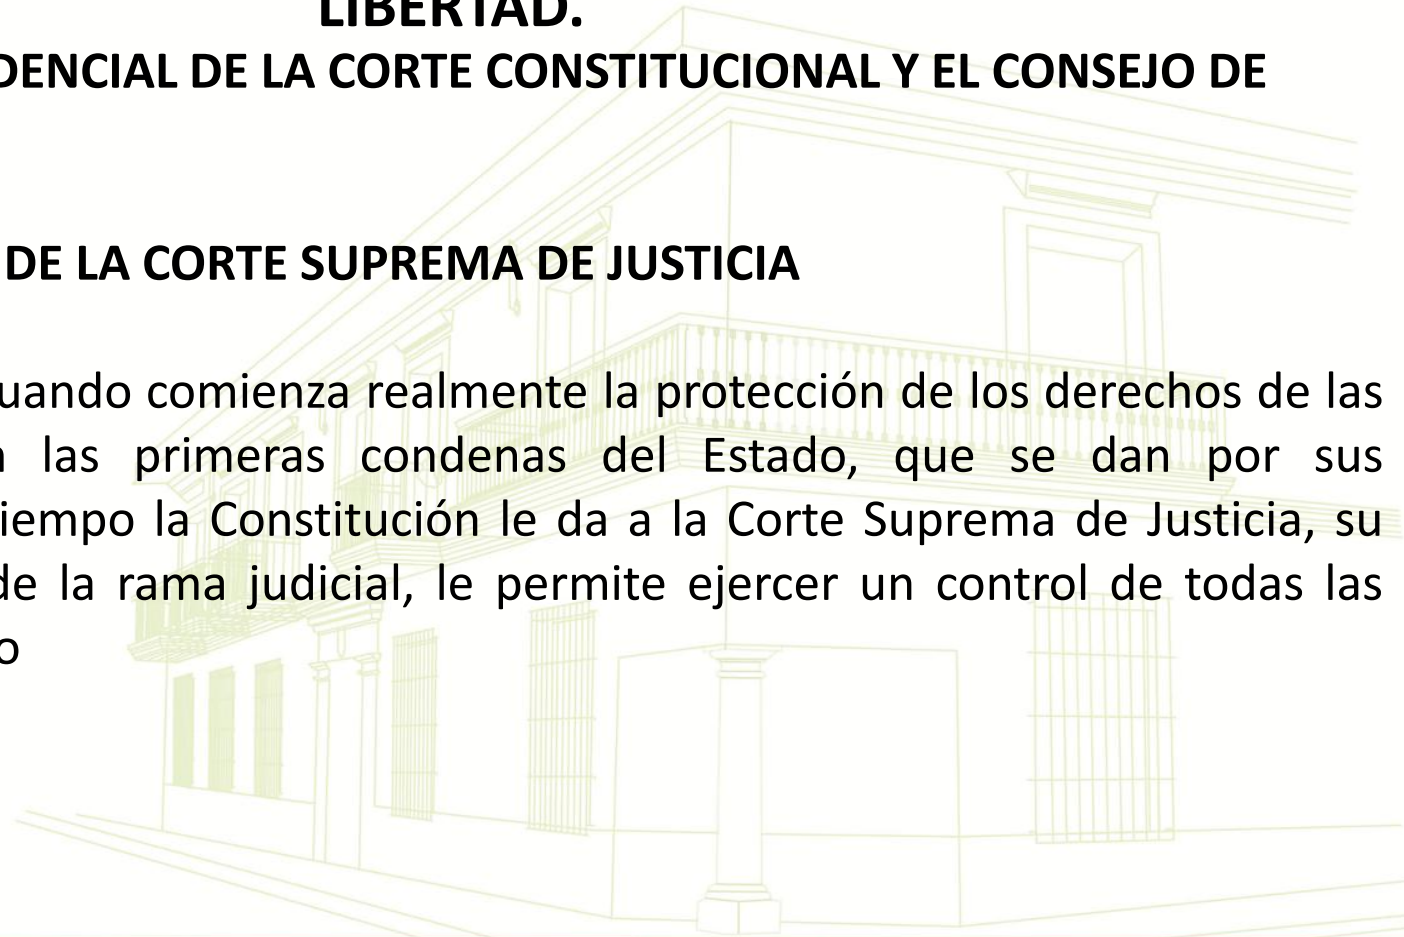 LIBERTAD.
DENCIAL DE LA CORTE CONSTITUCIONAL Y EL CONSEJO DE
DE LA CORTE SUPREMA DE JUSTICIA
uando comienza realmente la protección de los derechos de las
las primeras condenas del Estado, que se dan por sus
iempo la Constitución le da a la Corte Suprema de Justicia, su
de la rama judicial, le permite ejercer un control de todas las
o